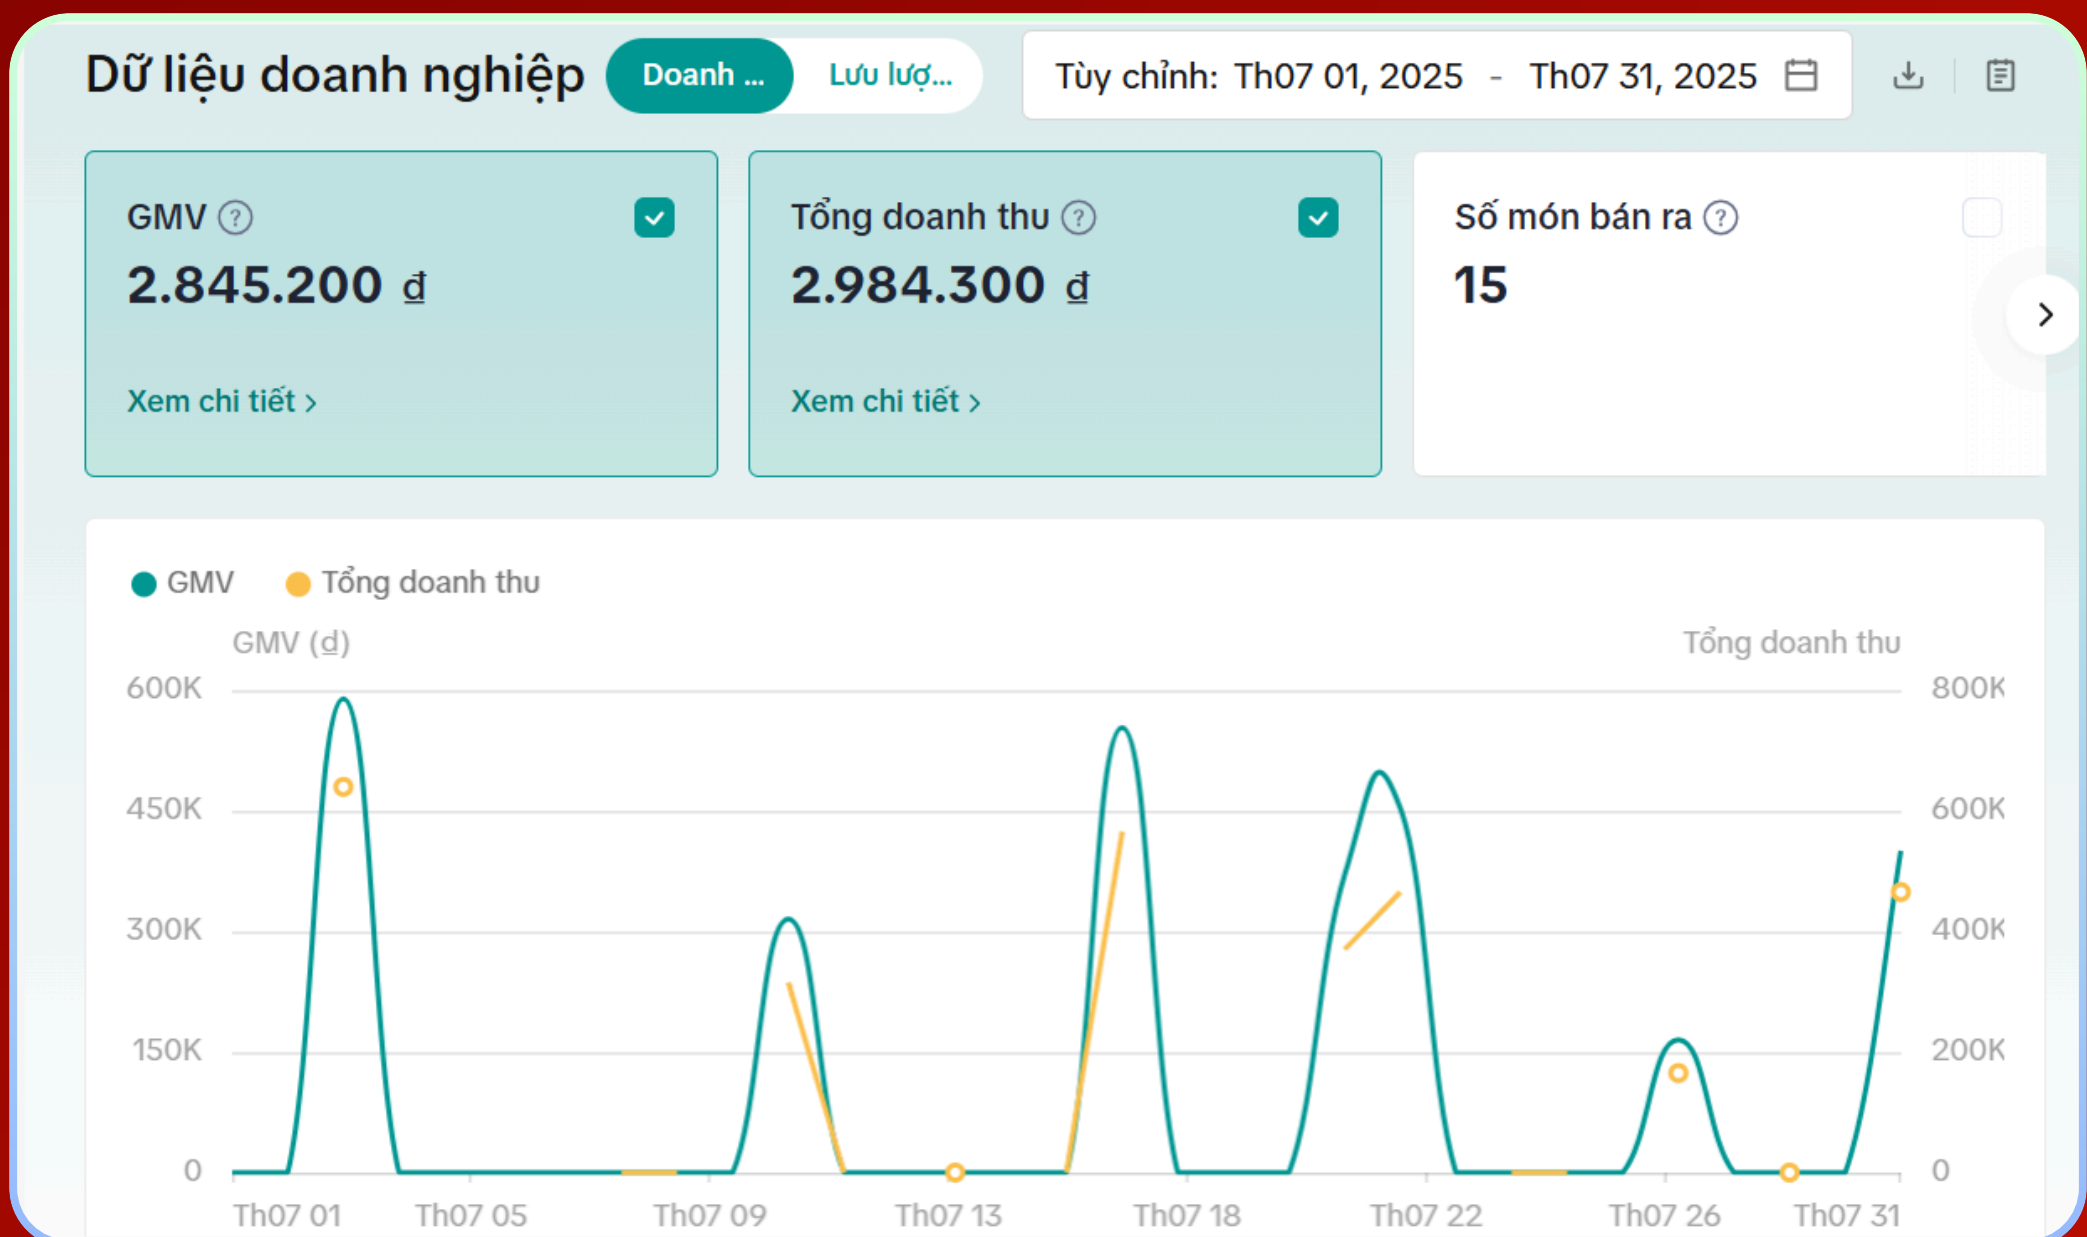 Dữ liệu doanh nghiệp
Doanh ...
Lưu lượ...
Tùy chỉnh: Th07 01, 2025 - Th07 31, 2025
GMV ?
2.845.200 ₫
Xem chi tiết >
Tổng doanh thu ?
2.984.300 ₫
Xem chi tiết >
Số món bán ra ?
15
GMV
Tổng doanh thu
GMV (₫)
Tổng doanh thu
600K
800K
450K
600K
300K
400K
150K
200K
0
0
Th07 01 Th07 05 Th07 09 Th07 13 Th07 18 Th07 22 Th07 26 Th07 31